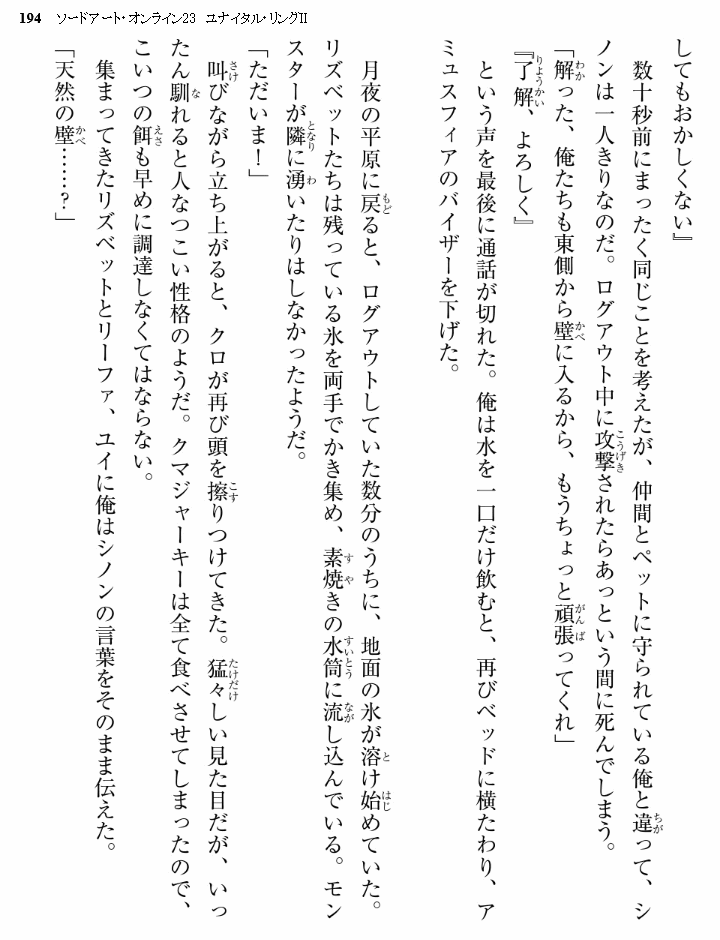 194 ソードアート・オンライン23 ユナイタル・リングII
してもおかしくない』
数十秒前にまったく同じことを考えたが、仲間とペットに守られている俺と違って、シ
ノンは一人きりなのだ。ログアウト中に攻撃されたらあっという間に死んでしまう。
「解った、俺たちも東側から壁に入るから、もうちょっと頑張ってくれ」
『了解、よろしく』
という声を最後に通話が切れた。俺は水を一口だけ飲むと、再びベッドに横たわり、ア
ミュスフィアのバイザーを下げた。
月夜の平原に戻ると、ログアウトしていた数分のうちに、地面の氷が溶け始めていた。
リズベットたちは残っている氷を両手でかき集め、素焼きの水筒に流し込んでいる。モン
スターが隣に湧いたりはしなかったようだ。
「ただいま！」
叫びながら立ち上がると、クロが再び頭を擦りつけてきた。猛々しい見た目だが、いっ
たん馴れると人なつこい性格のようだ。クマジャーキーは全て食べさせてしまったので、
こいつの餌も早めに調達しなくてはならない。
集まってきたリズベットとリーファ、ユイに俺はシノンの言葉をそのまま伝えた。
「天然の壁……？」